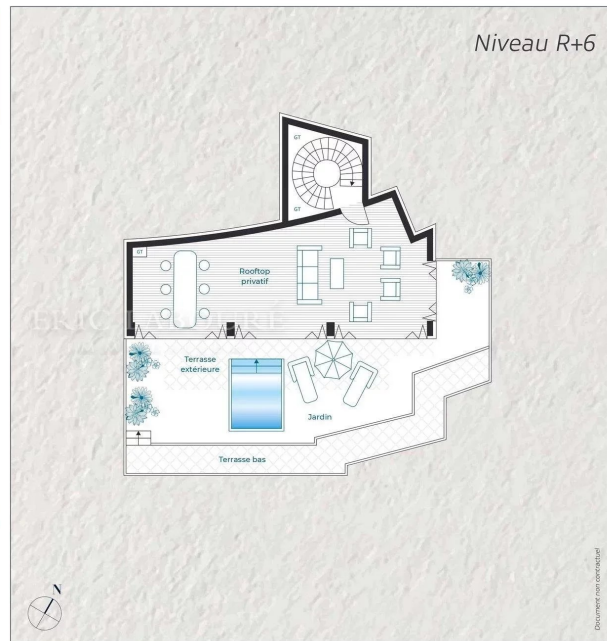 Niveau R+6
GT
GT
GT
Rooftop
privatif
Terrasse
extérieure
Jardin
Terrasse bas
N
Document non contractuel